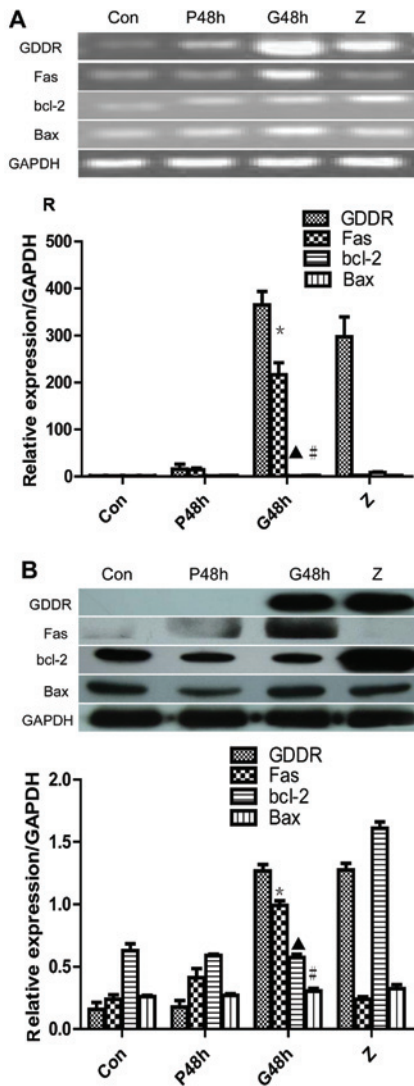 A
Con P48h G48h Z
GDDR
Fas
bcl-2
Bax
GAPDH
R
GDDR
Fas
bcl-2
Bax
Relative expression/GAPDH
500
400
300
200
100
0
*
▲ ‡
Con P48h G48h Z
B
Con P48h G48h Z
GDDR
Fas
bcl-2
Bax
GAPDH
GDDR
Fas
bcl-2
Bax
Relative expression/GAPDH
2.0
1.5
1.0
0.5
0.0
*
▲
‡
Con P48h G48h Z